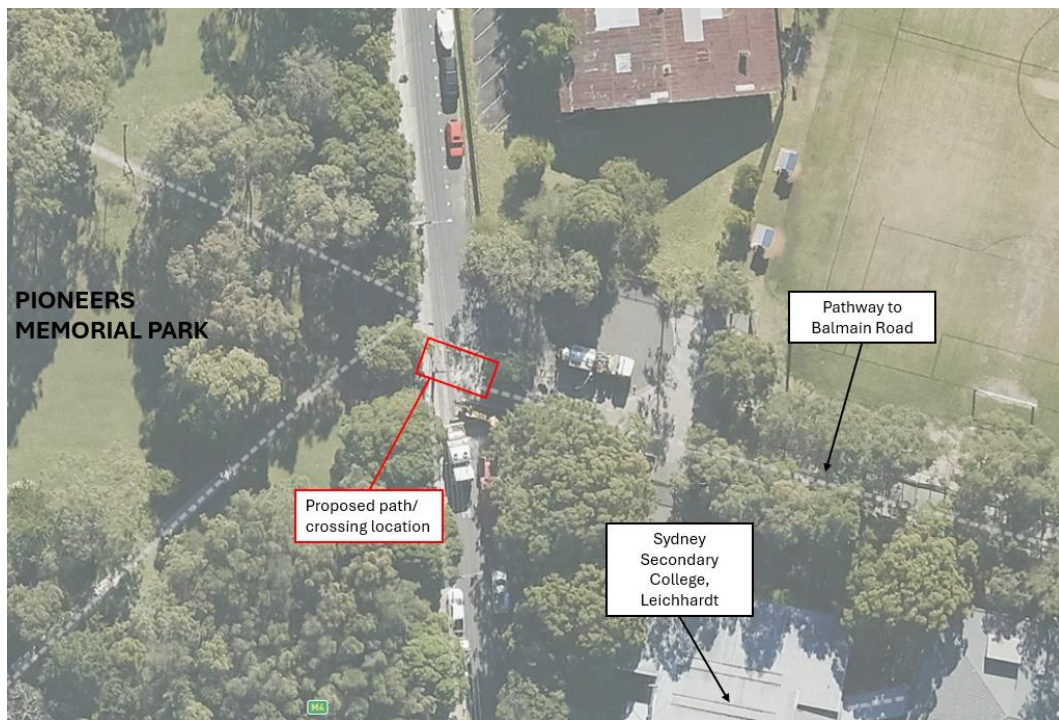 PIONEERS
MEMORIAL PARK
Pathway to
Balmain Road
Proposed path/
crossing location
Sydney
Secondary
College,
Leichhardt
M4